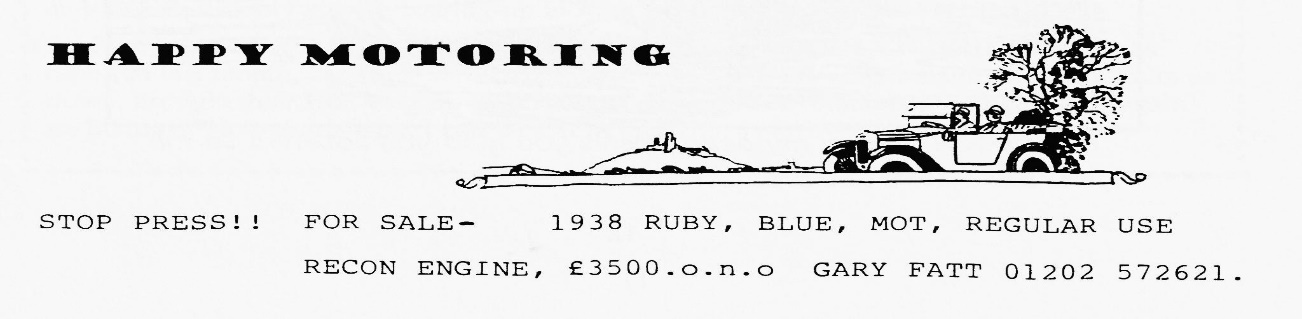 HAPPY MOTORING
STOP PRESS!! FOR SALE- 1938 RUBY, BLUE, MOT, REGULAR USE
RECON ENGINE, £3500.o.n.o GARY FATT 01202 572621.